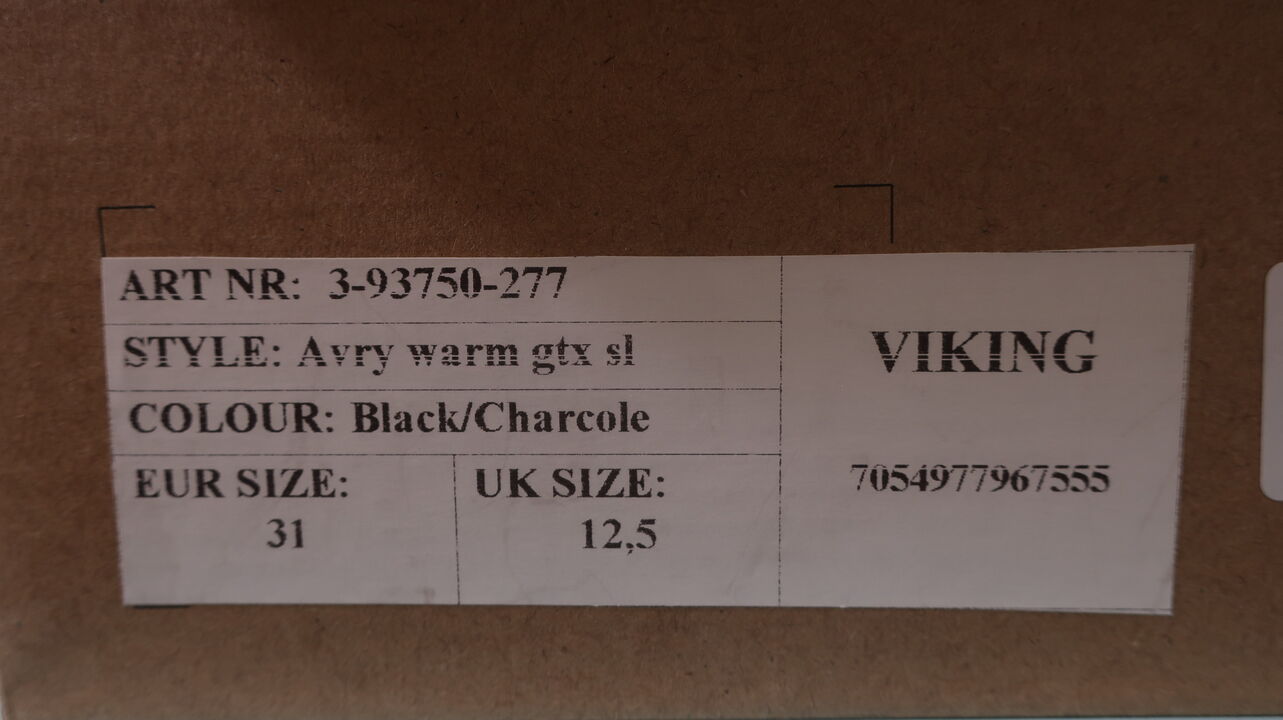 ART NR: 3-93750-277
STYLE: Avry warm gtx sl
COLOUR: Black/Charcole
EUR SIZE:
31
UK SIZE:
12,5
VIKING
7054977967555